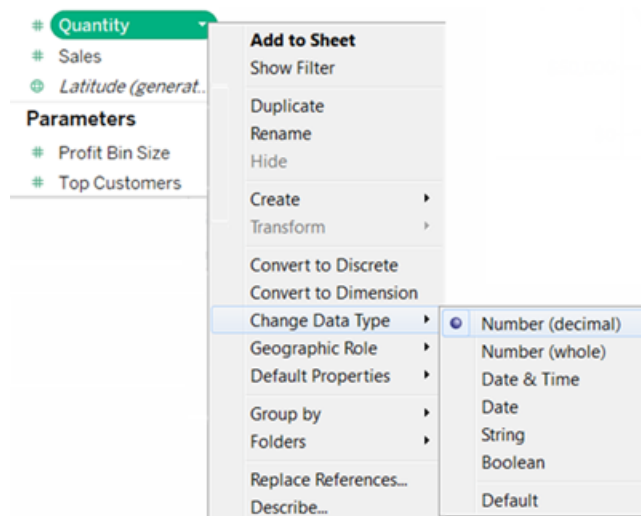 Quantity
Sales
Latitude (generat..
Parameters
Profit Bin Size
Top Customers
Add to Sheet
Show Filter
Duplicate
Rename
Hide
Create
Transform
Convert to Discrete
Convert to Dimension
Change Data Type
Geographic Role
Default Properties
Group by
Folders
Replace References...
Describe...
Number (decimal)
Number (whole)
Date & Time
Date
String
Boolean
Default